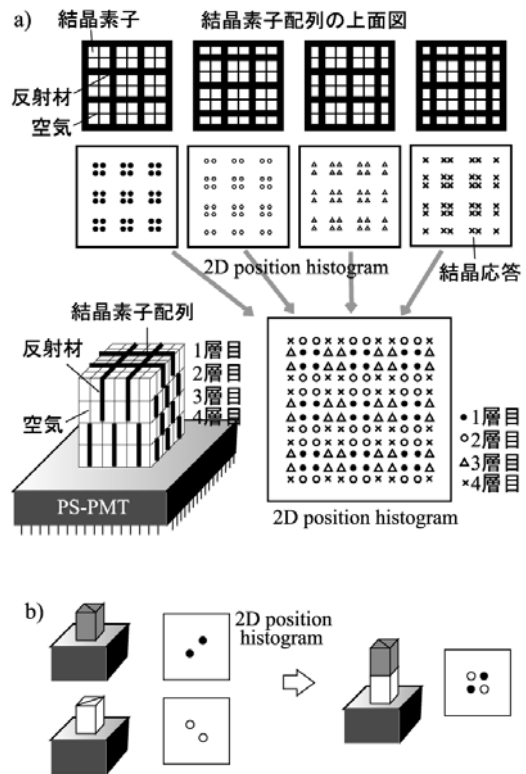 a)
結晶素子
結晶素子配列の上面図
反射材
空気
2D position histogram
結晶応答
結晶素子配列
反射材
1層目
2層目
3層目
4層目
空気
PS-PMT
●1層目
○2層目
△3層目
×4層目
2D position histogram
b)
2D position
histogram